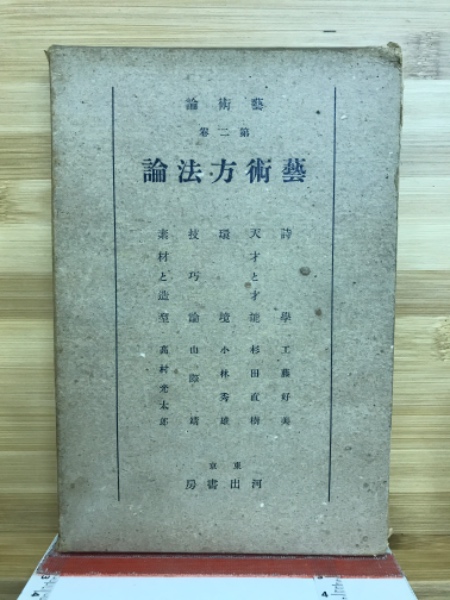 藝術論
第二卷
藝術方法論
詩學 工藤好美
天才と才能 杉田直樹
環境 小林秀雄
技巧論 山際靖
素材と造型 高村光太郎
東京
河出書房